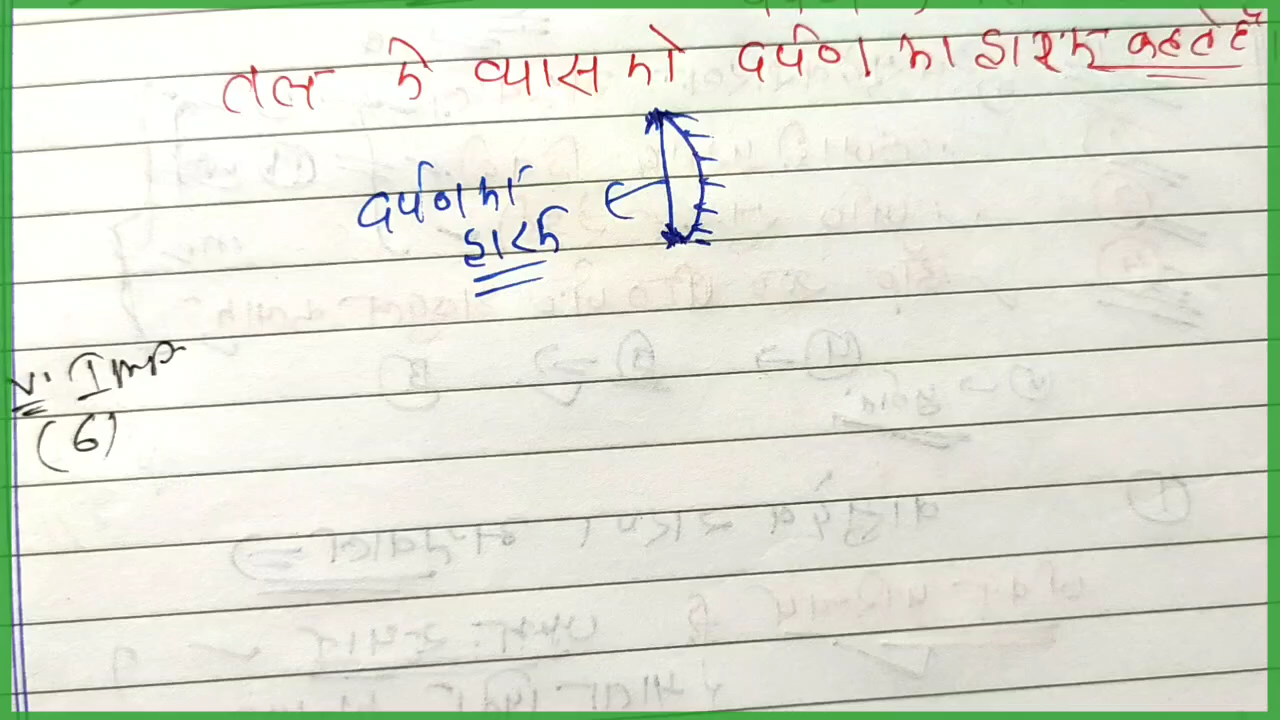 तल के व्यास को दर्पण का द्वारक कहते हैं
दर्पण का
द्वारक
V. Imp
(6)